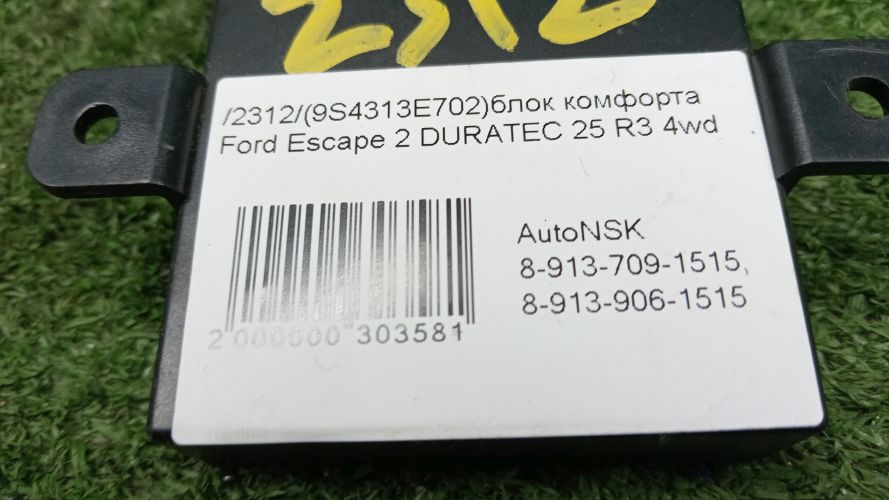 2312
/2312/(9S4313E702)блок комфорта
Ford Escape 2 DURATEC 25 R3 4wd
AutoNSK
8-913-709-1515,
8-913-906-1515
2 000000 303581